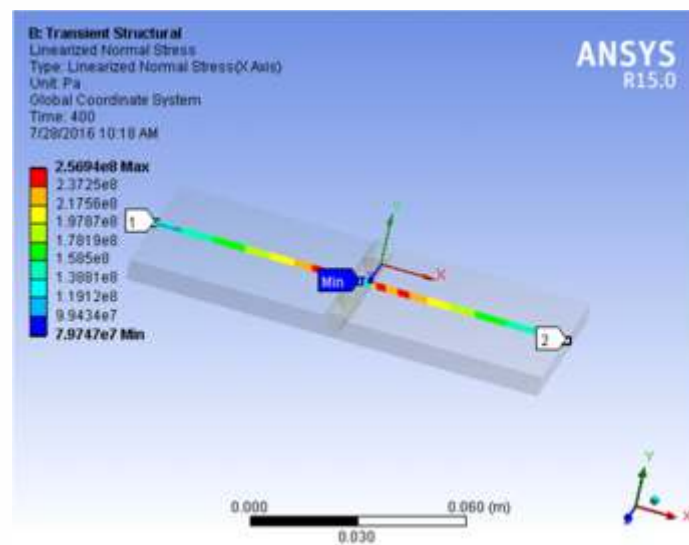 B: Transient Structural
Linearized Normal Stress
Type: Linearized Normal Stress(X Axis)
Unit: Pa
Global Coordinate System
Time: 400
7/28/2016 10:18 AM
ANSYS
R15.0
2.5694e8 Max
2.3725e8
2.1756e8
1.9787e8
1.7819e8
1.585e8
1.3881e8
1.1912e8
9.9434e7
7.9747e7 Min
1
Min
X
2
0.000
0.060 (m)
0.030
Y
X